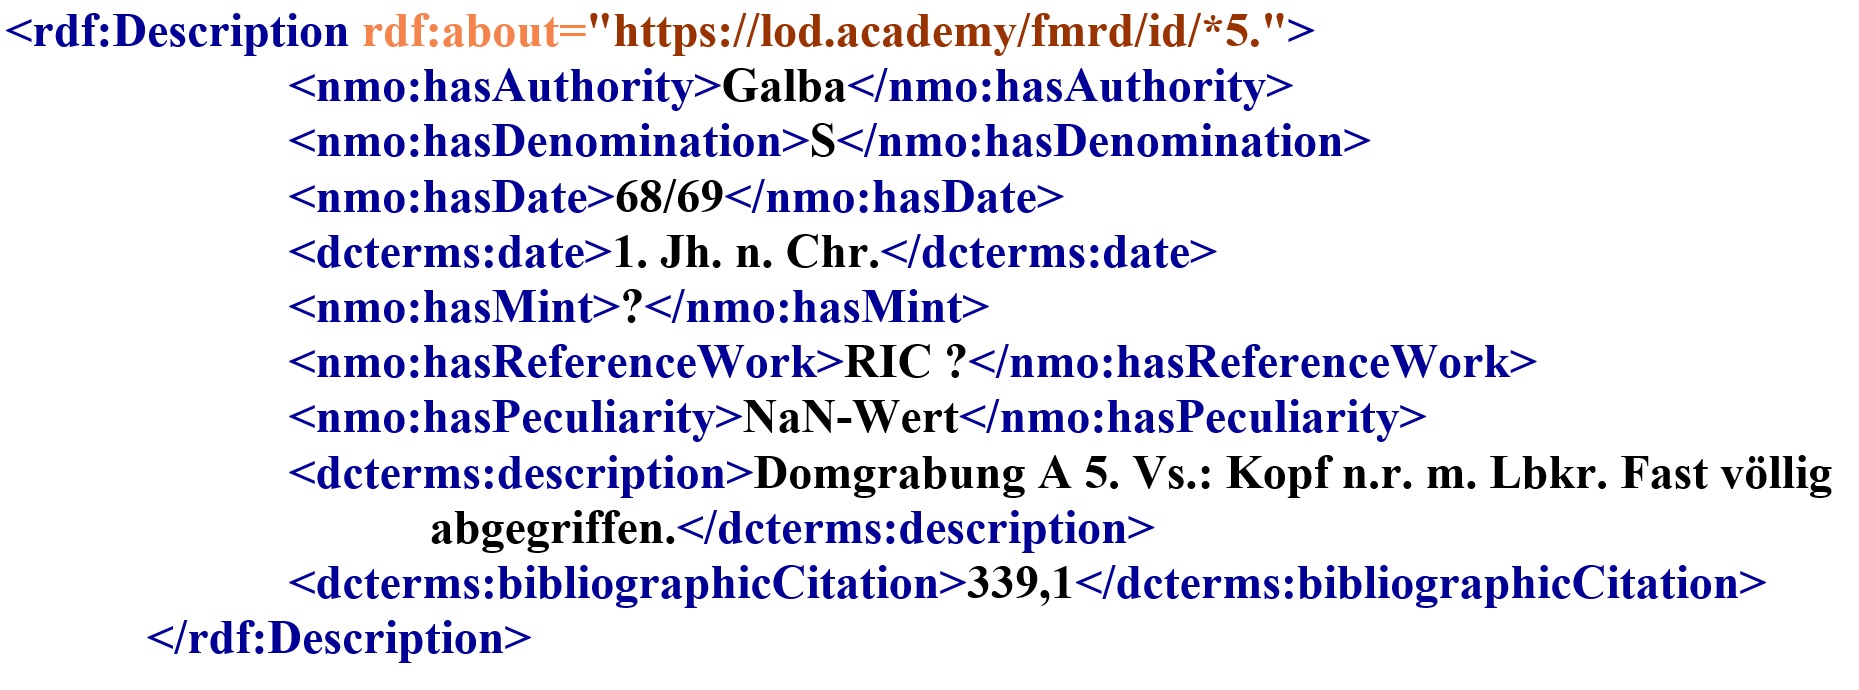 <rdf:Description rdf:about="https://lod.academy/fmrd/id/*5.">
<nmo:hasAuthority>Galba</nmo:hasAuthority>
<nmo:hasDenomination>S</nmo:hasDenomination>
<nmo:hasDate>68/69</nmo:hasDate>
<dcterms:date>1. Jh. n. Chr.</dcterms:date>
<nmo:hasMint>?</nmo:hasMint>
<nmo:hasReferenceWork>RIC ?</nmo:hasReferenceWork>
<nmo:hasPeculiarity>NaN-Wert</nmo:hasPeculiarity>
<dcterms:description>Domgrabung A 5. Vs.: Kopf n.r. m. Lbkr. Fast völlig
abgegriffen.</dcterms:description>
<dcterms:bibliographicCitation>339,1</dcterms:bibliographicCitation>
</rdf:Description>